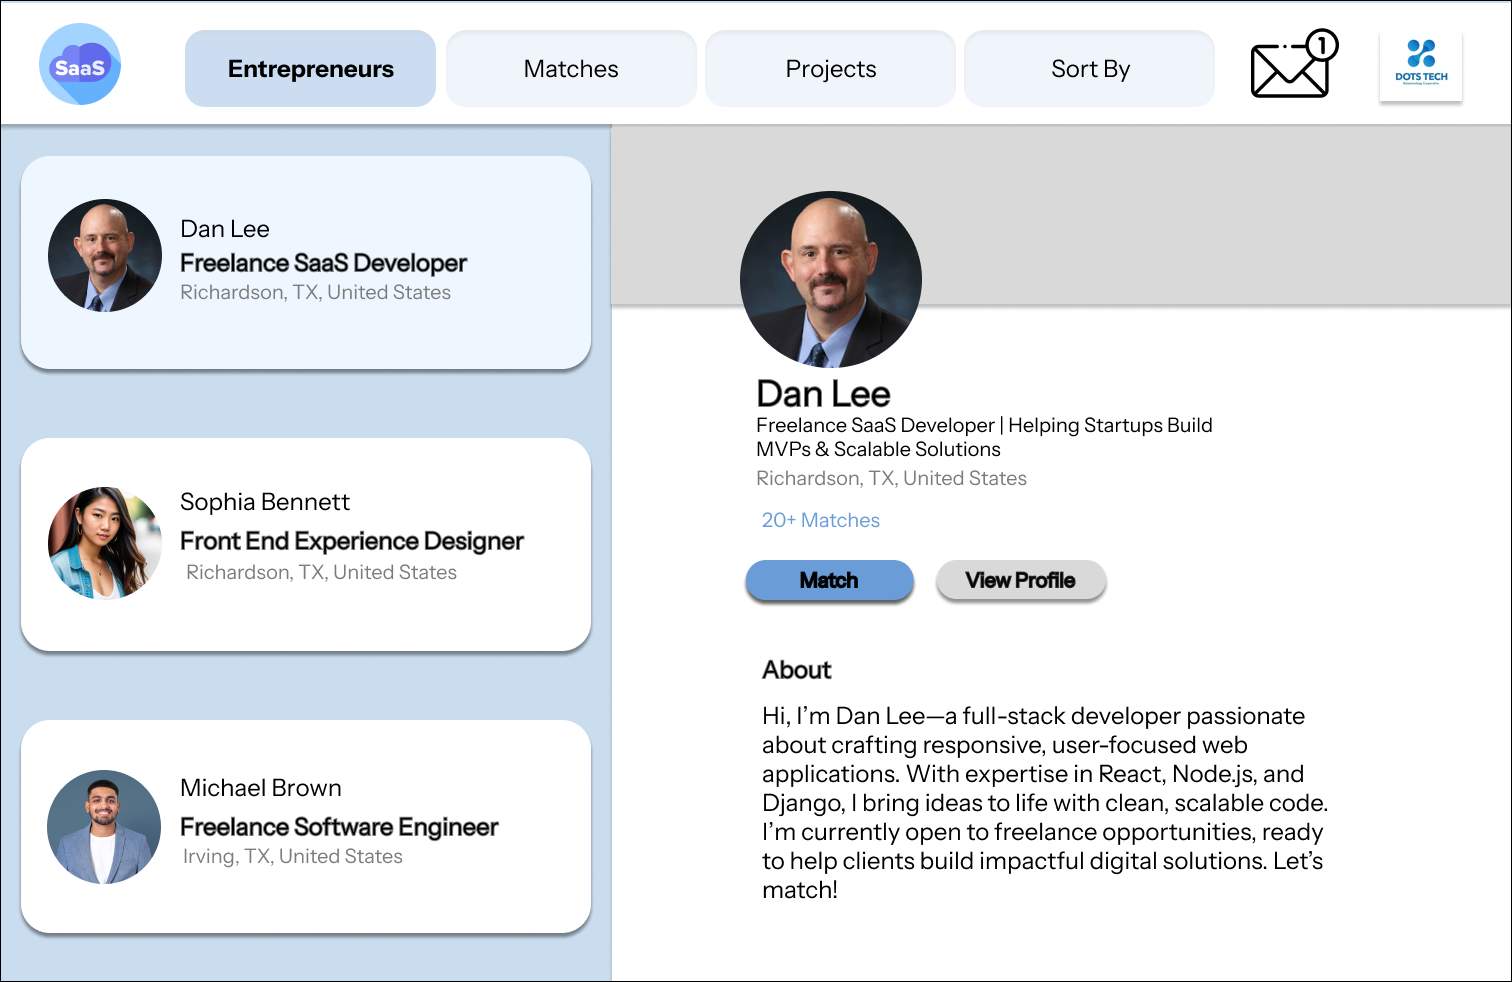 SaaS
Entrepreneurs
Matches
Projects
Sort By
1
DOTS TECH
Dan Lee
Freelance SaaS Developer
Richardson, TX, United States
Sophia Bennett
Front End Experience Designer
Richardson, TX, United States
Michael Brown
Freelance Software Engineer
Irving, TX, United States
Dan Lee
Freelance SaaS Developer | Helping Startups Build
MVPs & Scalable Solutions
Richardson, TX, United States
20+ Matches
Match
View Profile
About
Hi, I’m Dan Lee—a full-stack developer passionate
about crafting responsive, user-focused web
applications. With expertise in React, Node.js, and
Django, I bring ideas to life with clean, scalable code.
I’m currently open to freelance opportunities, ready
to help clients build impactful digital solutions. Let’s
match!